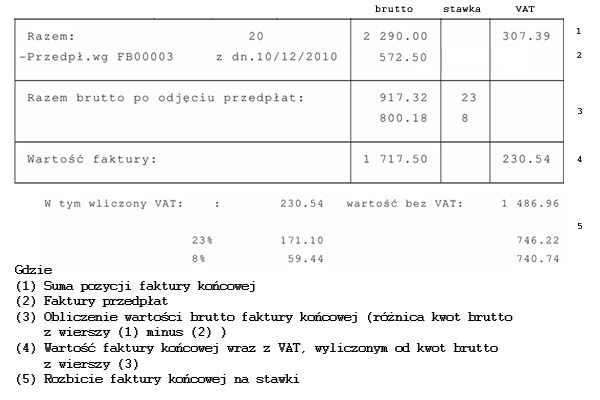 brutto stawka VAT
Razem: 20 2 290.00 307.39 1
-Przedpł.wg FB00003 z dn.10/12/2010 572.50 2
Razem brutto po odjęciu przedpłat: 917.32 23
3
800.18 8
Wartość faktury: 1 717.50 230.54 4
W tym wliczony VAT: : 230.54 wartość bez VAT: 1 486.96
5
23% 171.10 746.22
8% 59.44 740.74
Gdzie
(1) Suma pozycji faktury końcowej
(2) Faktury przedpłat
(3) Obliczenie wartości brutto faktury końcowej (różnica kwot brutto
z wierszy (1) minus (2) )
(4) Wartość faktury końcowej wraz z VAT, wyliczonym od kwot brutto
z wierszy (3)
(5) Rozbicie faktury końcowej na stawki